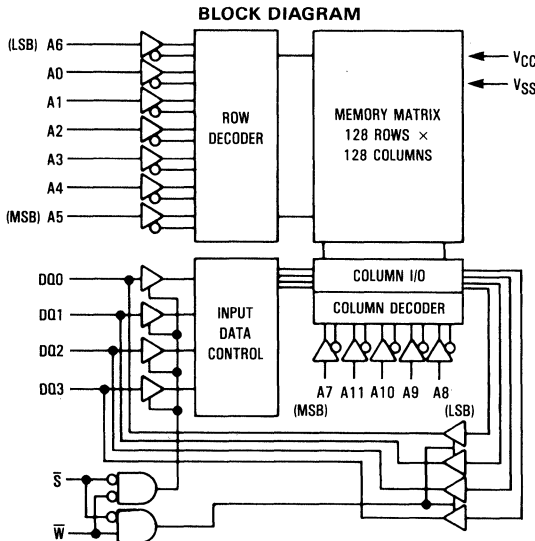 BLOCK DIAGRAM
(LSB) A6
A0
A1
A2
A3
A4
(MSB) A5
ROW
DECODER
MEMORY MATRIX
128 ROWS ×
128 COLUMNS
VCC
VSS
DQ0
DQ1
DQ2
DQ3
INPUT
DATA
CONTROL
COLUMN I/O
COLUMN DECODER
A7 A11 A10 A9 A8
(MSB) (LSB)
S̅
W̅